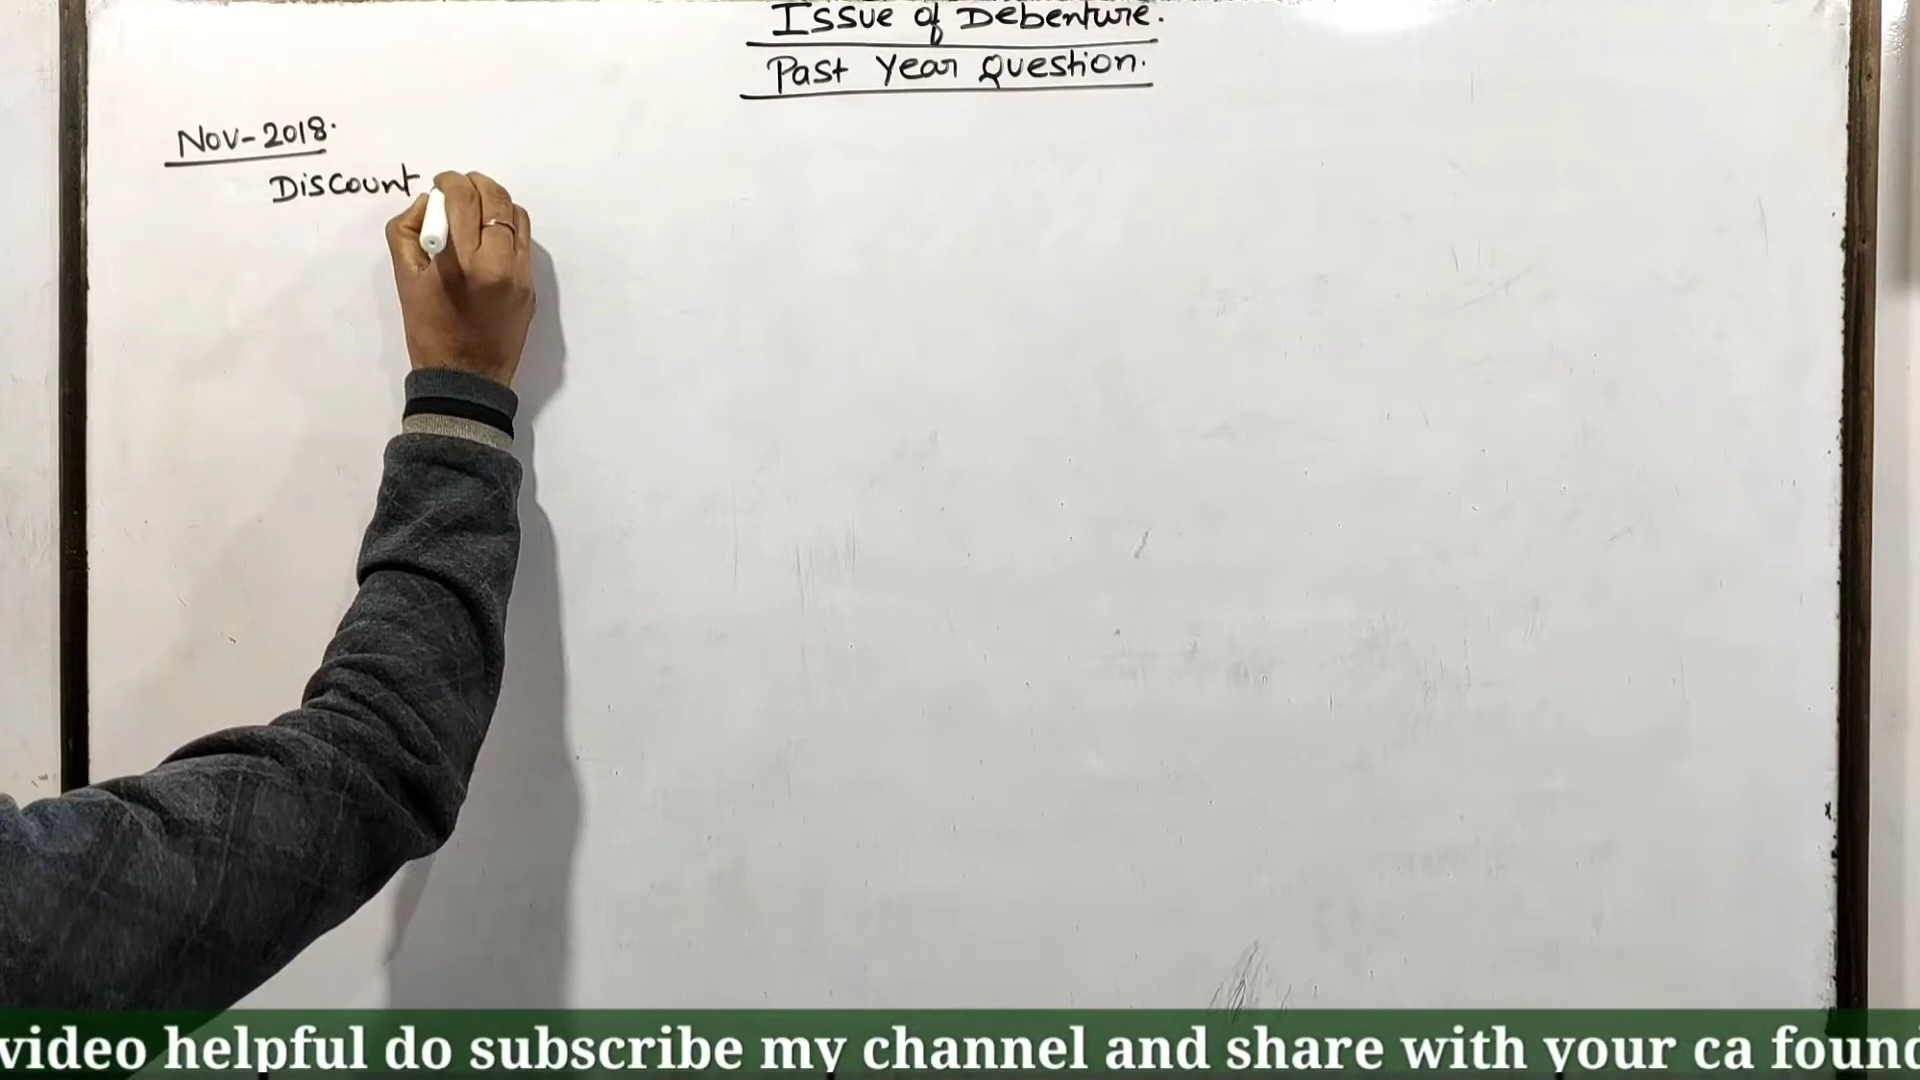 Issue of Debenture.
Past Year Question.
Nov-2018.
Discount
video helpful do subscribe my channel and share with your ca found